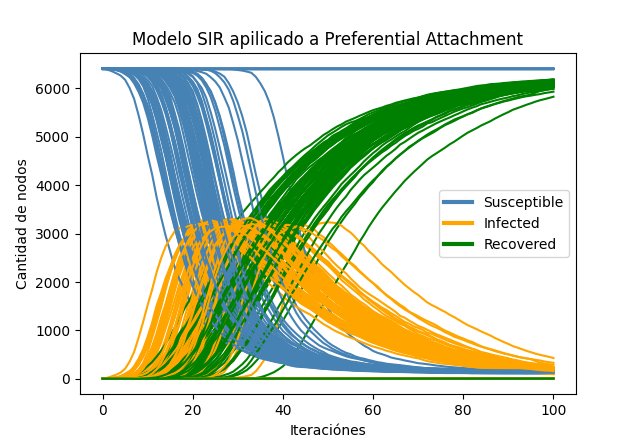 Modelo SIR apilicado a Preferential Attachment
Cantidad de nodos
6000
5000
4000
3000
2000
1000
0
Susceptible
Infected
Recovered
0 20 40 60 80 100
Iteraciónes